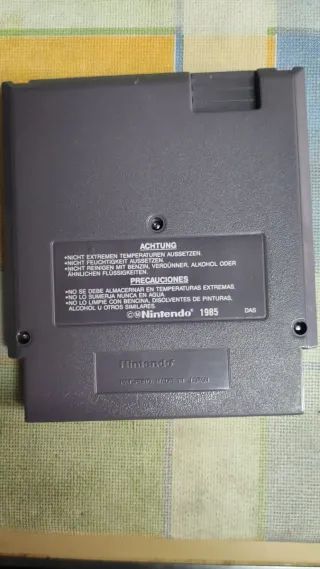 ACHTUNG
•NICHT EXTREMEN TEMPERATUREN AUSSETZEN.
•NICHT FEUCHTIGKEIT AUSSETZEN.
•NICHT REINIGEN MIT BENZIN, VERDÜNNER, ALKOHOL ODER
ÄHNLICHEN FLÜSSIGKEITEN.
PRECAUCIONES
•NO SE DEBE ALMACERNAR EN TEMPERATURAS EXTREMAS.
•NO LO SUMERJA NUNCA EN AGUA.
•NO LO LIMPIE CON BENCINA, DISOLVENTES DE PINTURAS,
ALCOHOL U OTROS SIMILARES.
©Ⓜ Nintendo® 1985 DAS
Nintendo®